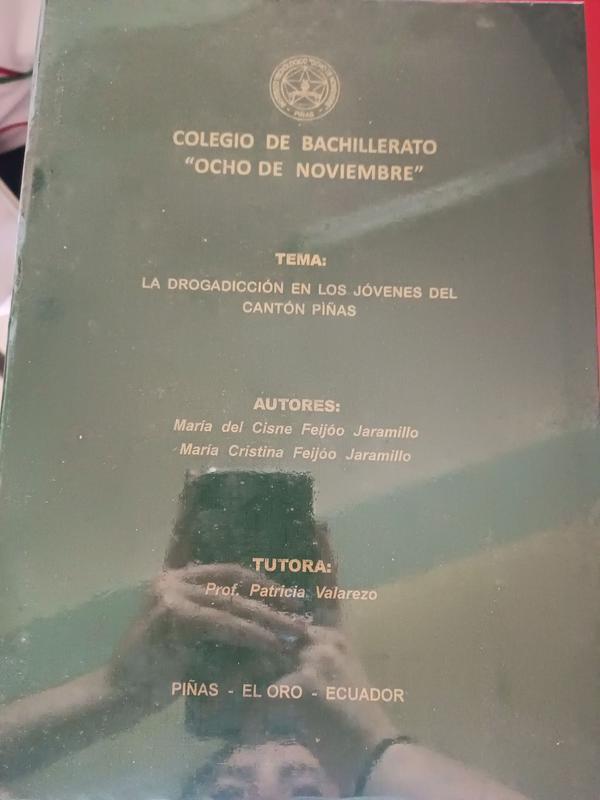 COLEGIO DE BACHILLERATO
"OCHO DE NOVIEMBRE"
TEMA:
LA DROGADICCIÓN EN LOS JÓVENES DEL
CANTÓN PÌÑAS
AUTORES:
María del Cisne Feijóo Jaramillo
María Cristina Feijóo Jaramillo
TUTORA:
Prof. Patricia Valarezo
PIÑAS - EL ORO - ECUADOR